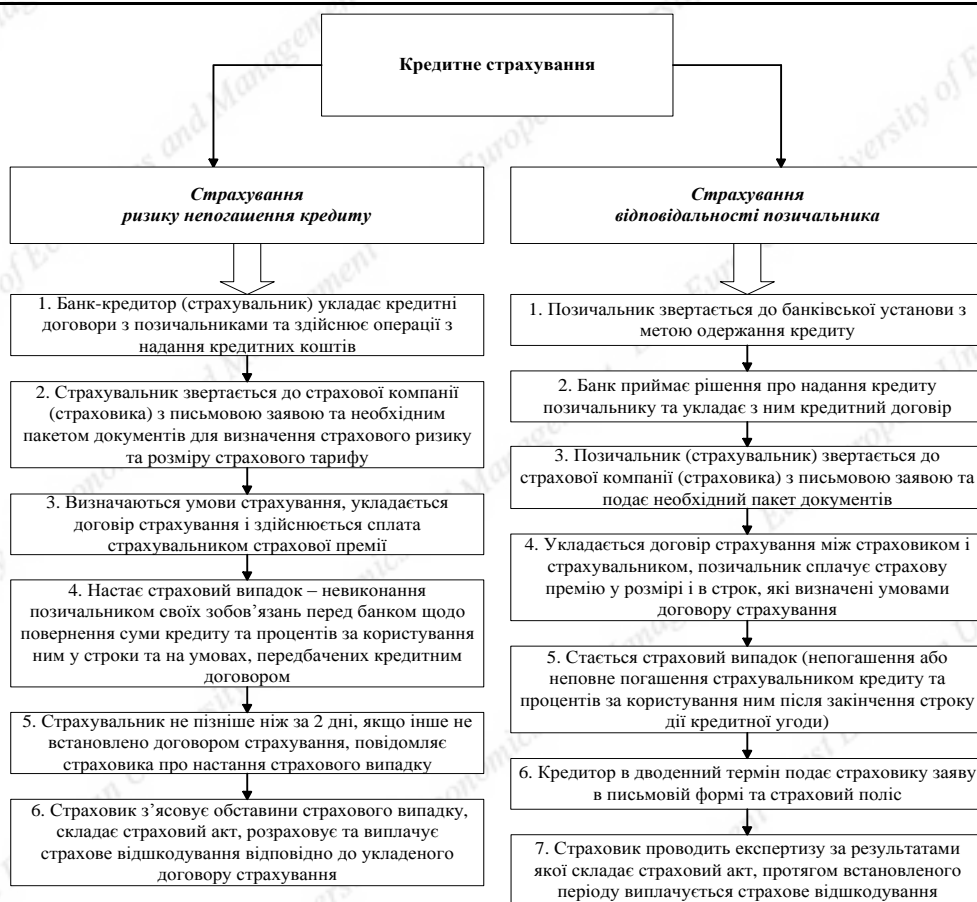 Кредитне страхування
Страхування
ризику непогашення кредиту
1. Банк-кредитор (страхувальник) укладає кредитні
договори з позичальниками та здійснює операції з
надання кредитних коштів
2. Страхувальник звертається до страхової компанії
(страховика) з письмовою заявою та необхідним
пакетом документів для визначення страхового ризику
та розміру страхового тарифу
3. Визначаються умови страхування, укладається
договір страхування і здійснюється сплата
страхувальником страхової премії
4. Настає страховий випадок – невиконання
позичальником своїх зобов’язань перед банком щодо
повернення суми кредиту та процентів за користування
ним у строки та на умовах, передбачених кредитним
договором
5. Страхувальник не пізніше ніж за 2 дні, якщо інше не
встановлено договором страхування, повідомляє
страховика про настання страхового випадку
6. Страховик з’ясовує обставини страхового випадку,
складає страховий акт, розраховує та виплачує
страхове відшкодування відповідно до укладеного
договору страхування
Страхування
відповідальності позичальника
1. Позичальник звертається до банківської установи з
метою одержання кредиту
2. Банк приймає рішення про надання кредиту
позичальнику та укладає з ним кредитний договір
3. Позичальник (страхувальник) звертається до
страхової компанії (страховика) з письмовою заявою та
подає необхідний пакет документів
4. Укладається договір страхування між страховиком і
страхувальником, позичальник сплачує страхову
премію у розмірі і в строк, які визначені умовами
договору страхування
5. Стається страховий випадок (непогашення або
неповне погашення страхувальником кредиту та
процентів за користування ним після закінчення строку
дії кредитної угоди)
6. Кредитор в дводенний термін подає страховику заяву
в письмовій формі та страховий поліс
7. Страховик проводить експертизу за результатами
якої складає страховий акт, протягом встановленого
періоду виплачується страхове відшкодування